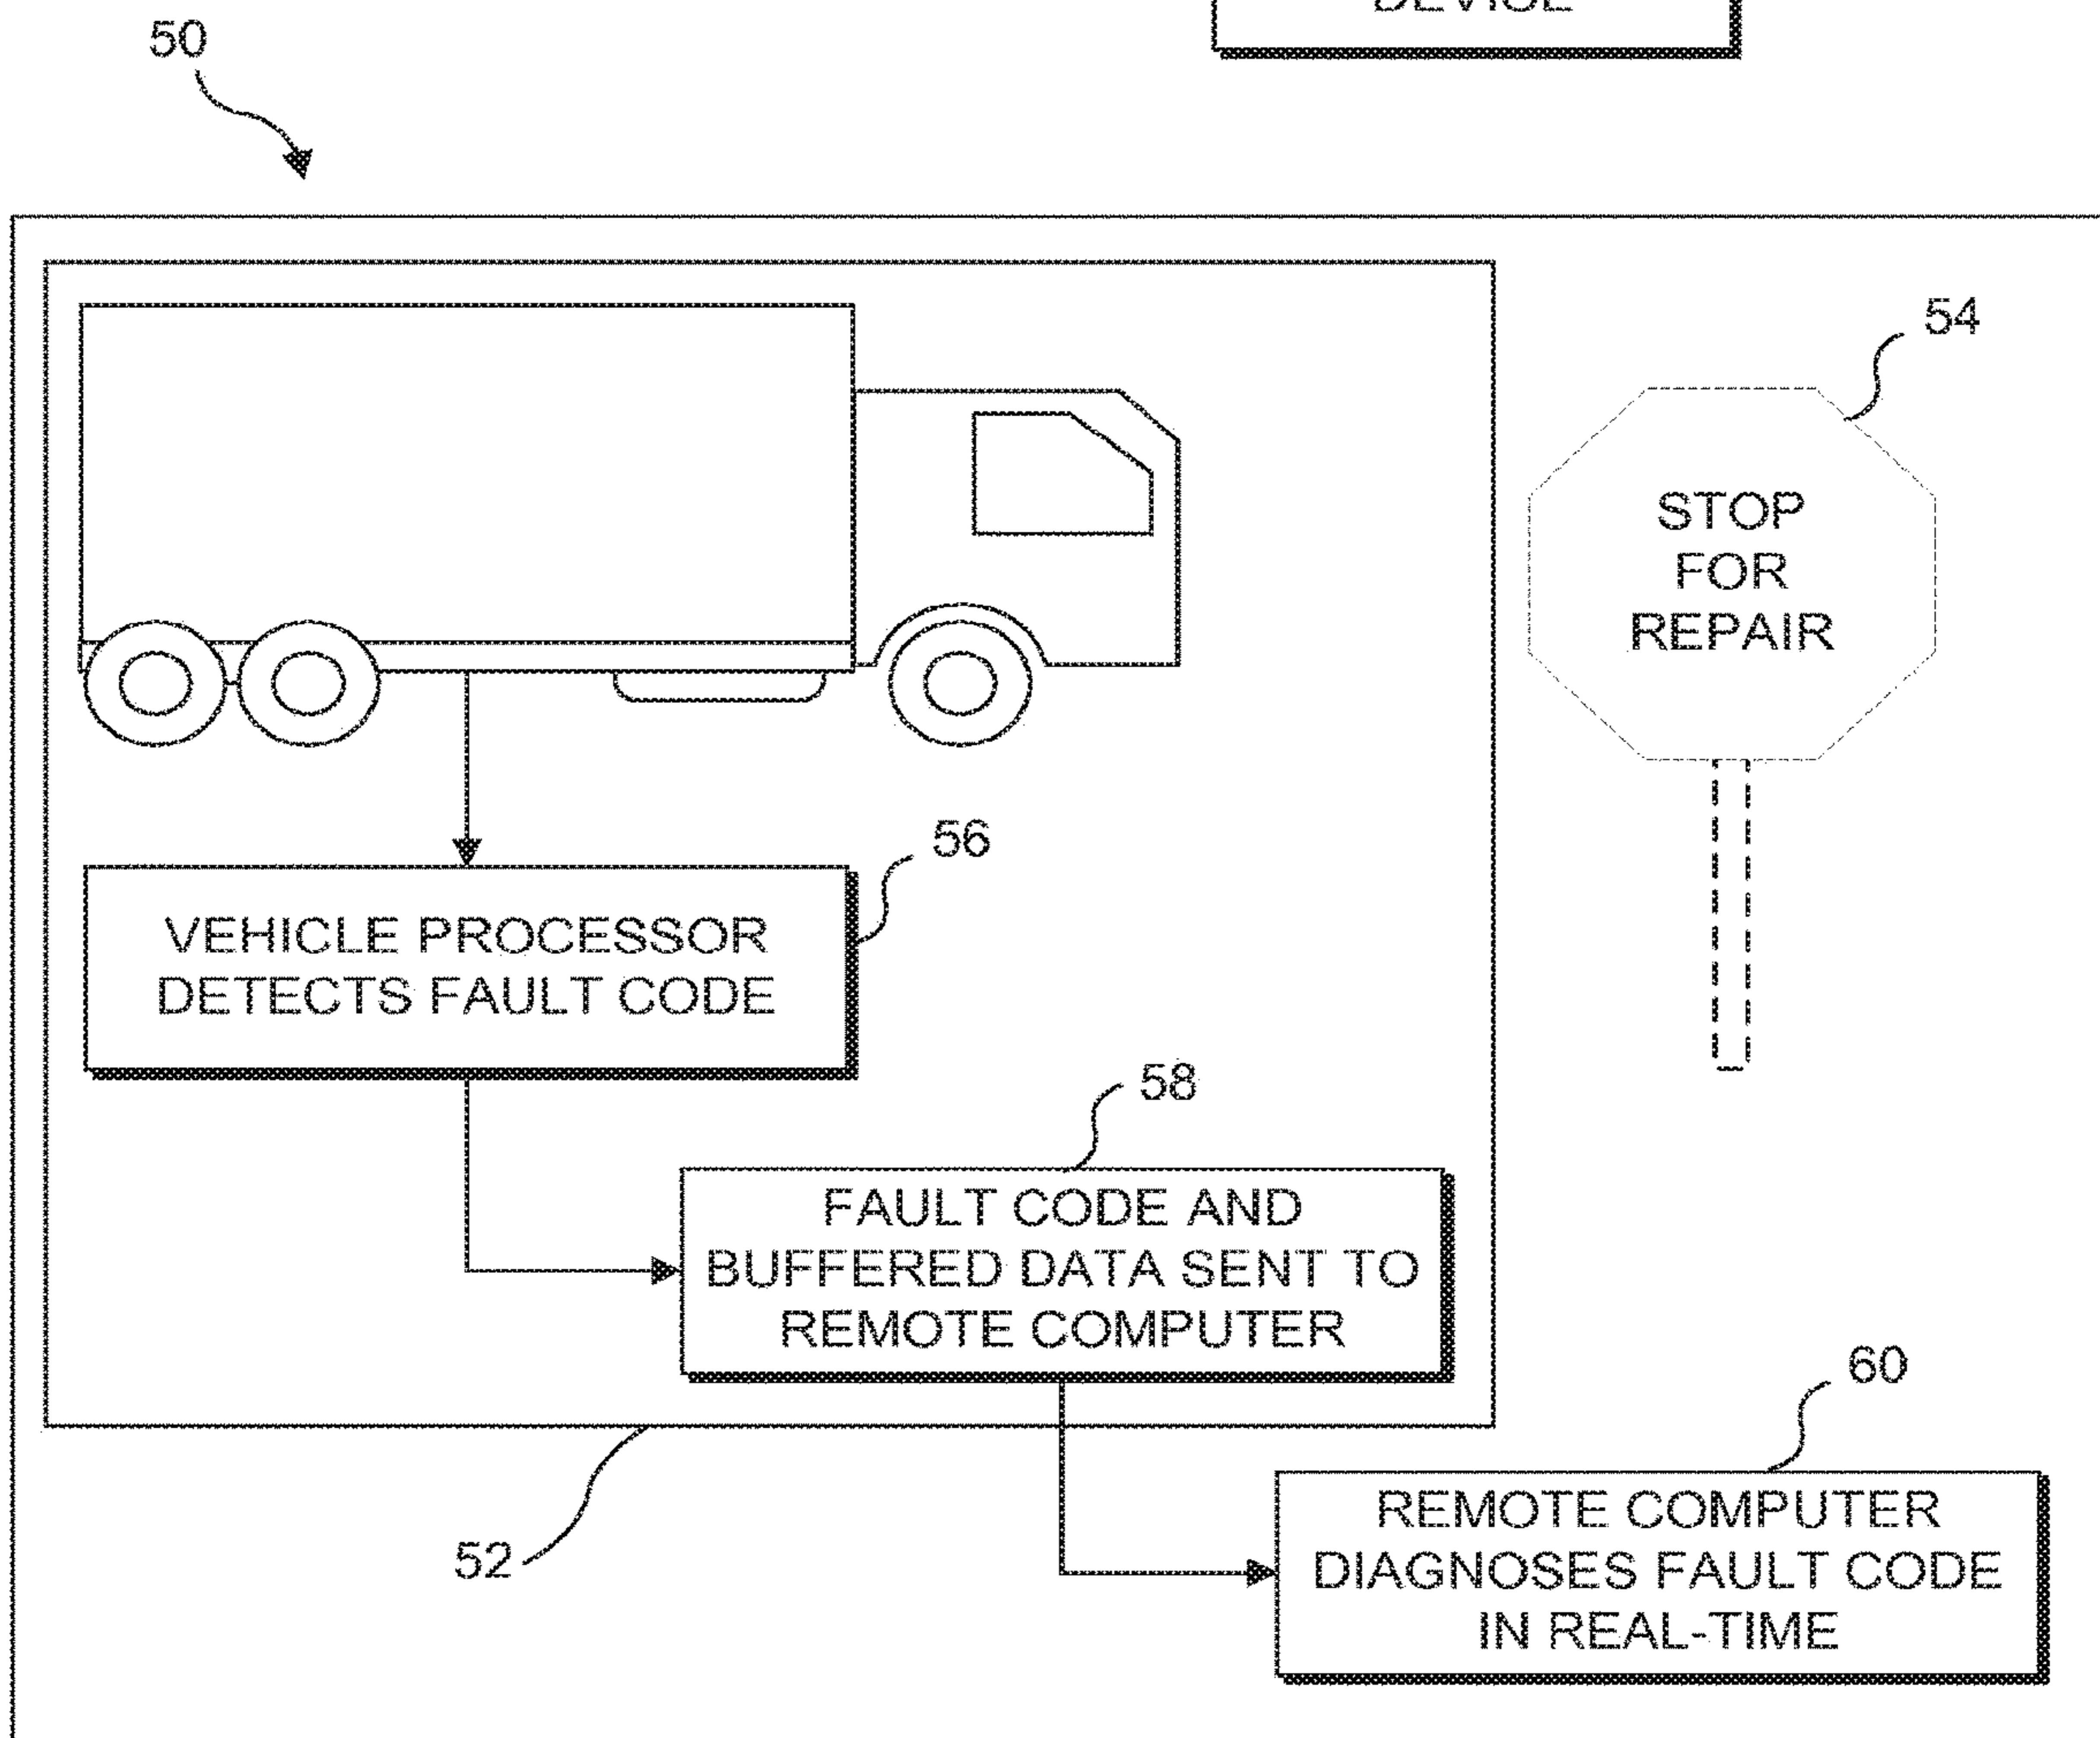 DEVICE
50
54
STOP
FOR
REPAIR
56
VEHICLE PROCESSOR
DETECTS FAULT CODE
58
FAULT CODE AND
BUFFERED DATA SENT TO
REMOTE COMPUTER
60
52
REMOTE COMPUTER
DIAGNOSES FAULT CODE
IN REAL-TIME